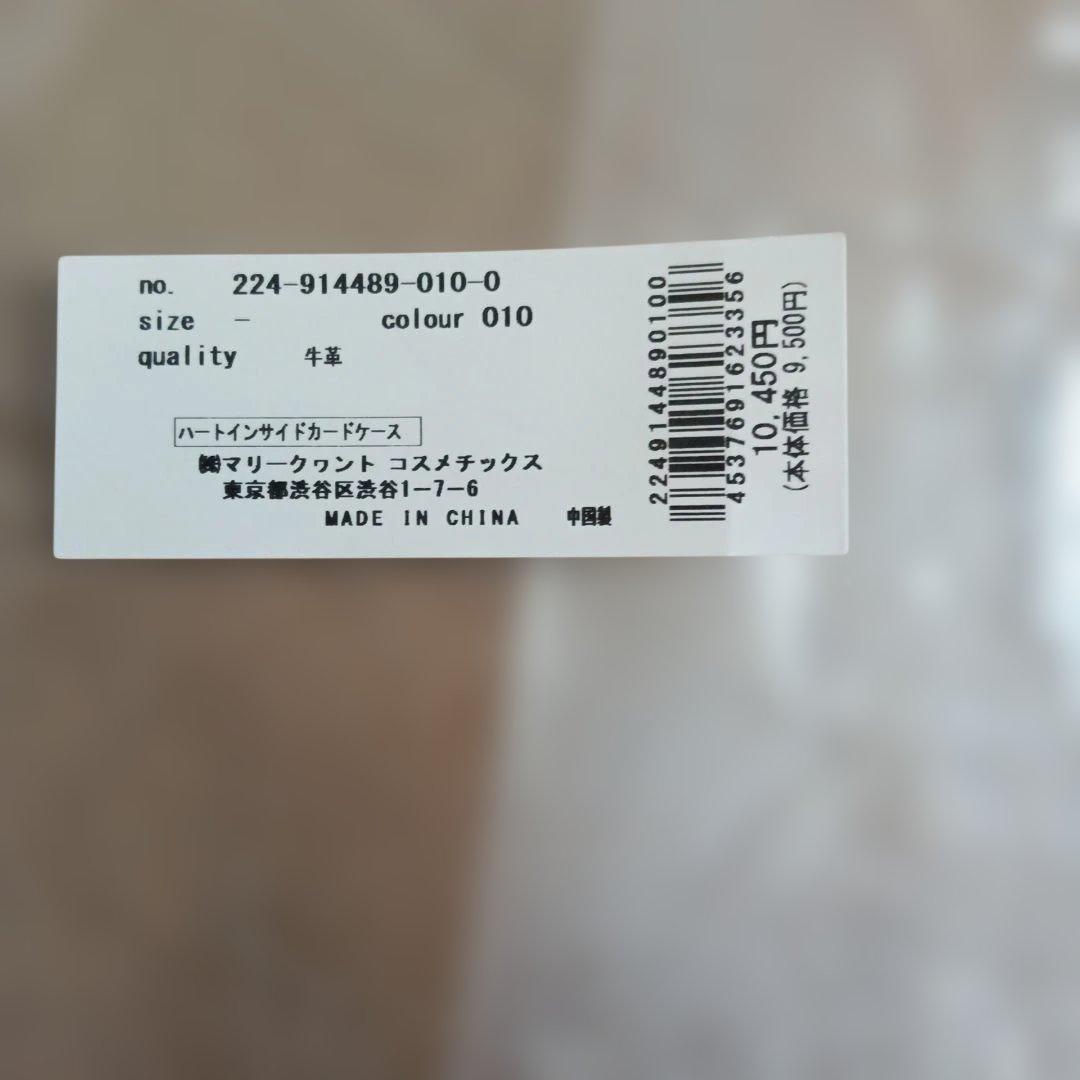 no. 224-914489-010-0
size - colour 010
quality 牛革
ハートインサイドカードケース
㈱マリークヮント コスメチックス
東京都渋谷区渋谷1-7-6
MADE IN CHINA 中国製
2249144890100
4537691623356
10,450円
(本体価格 9,500円)